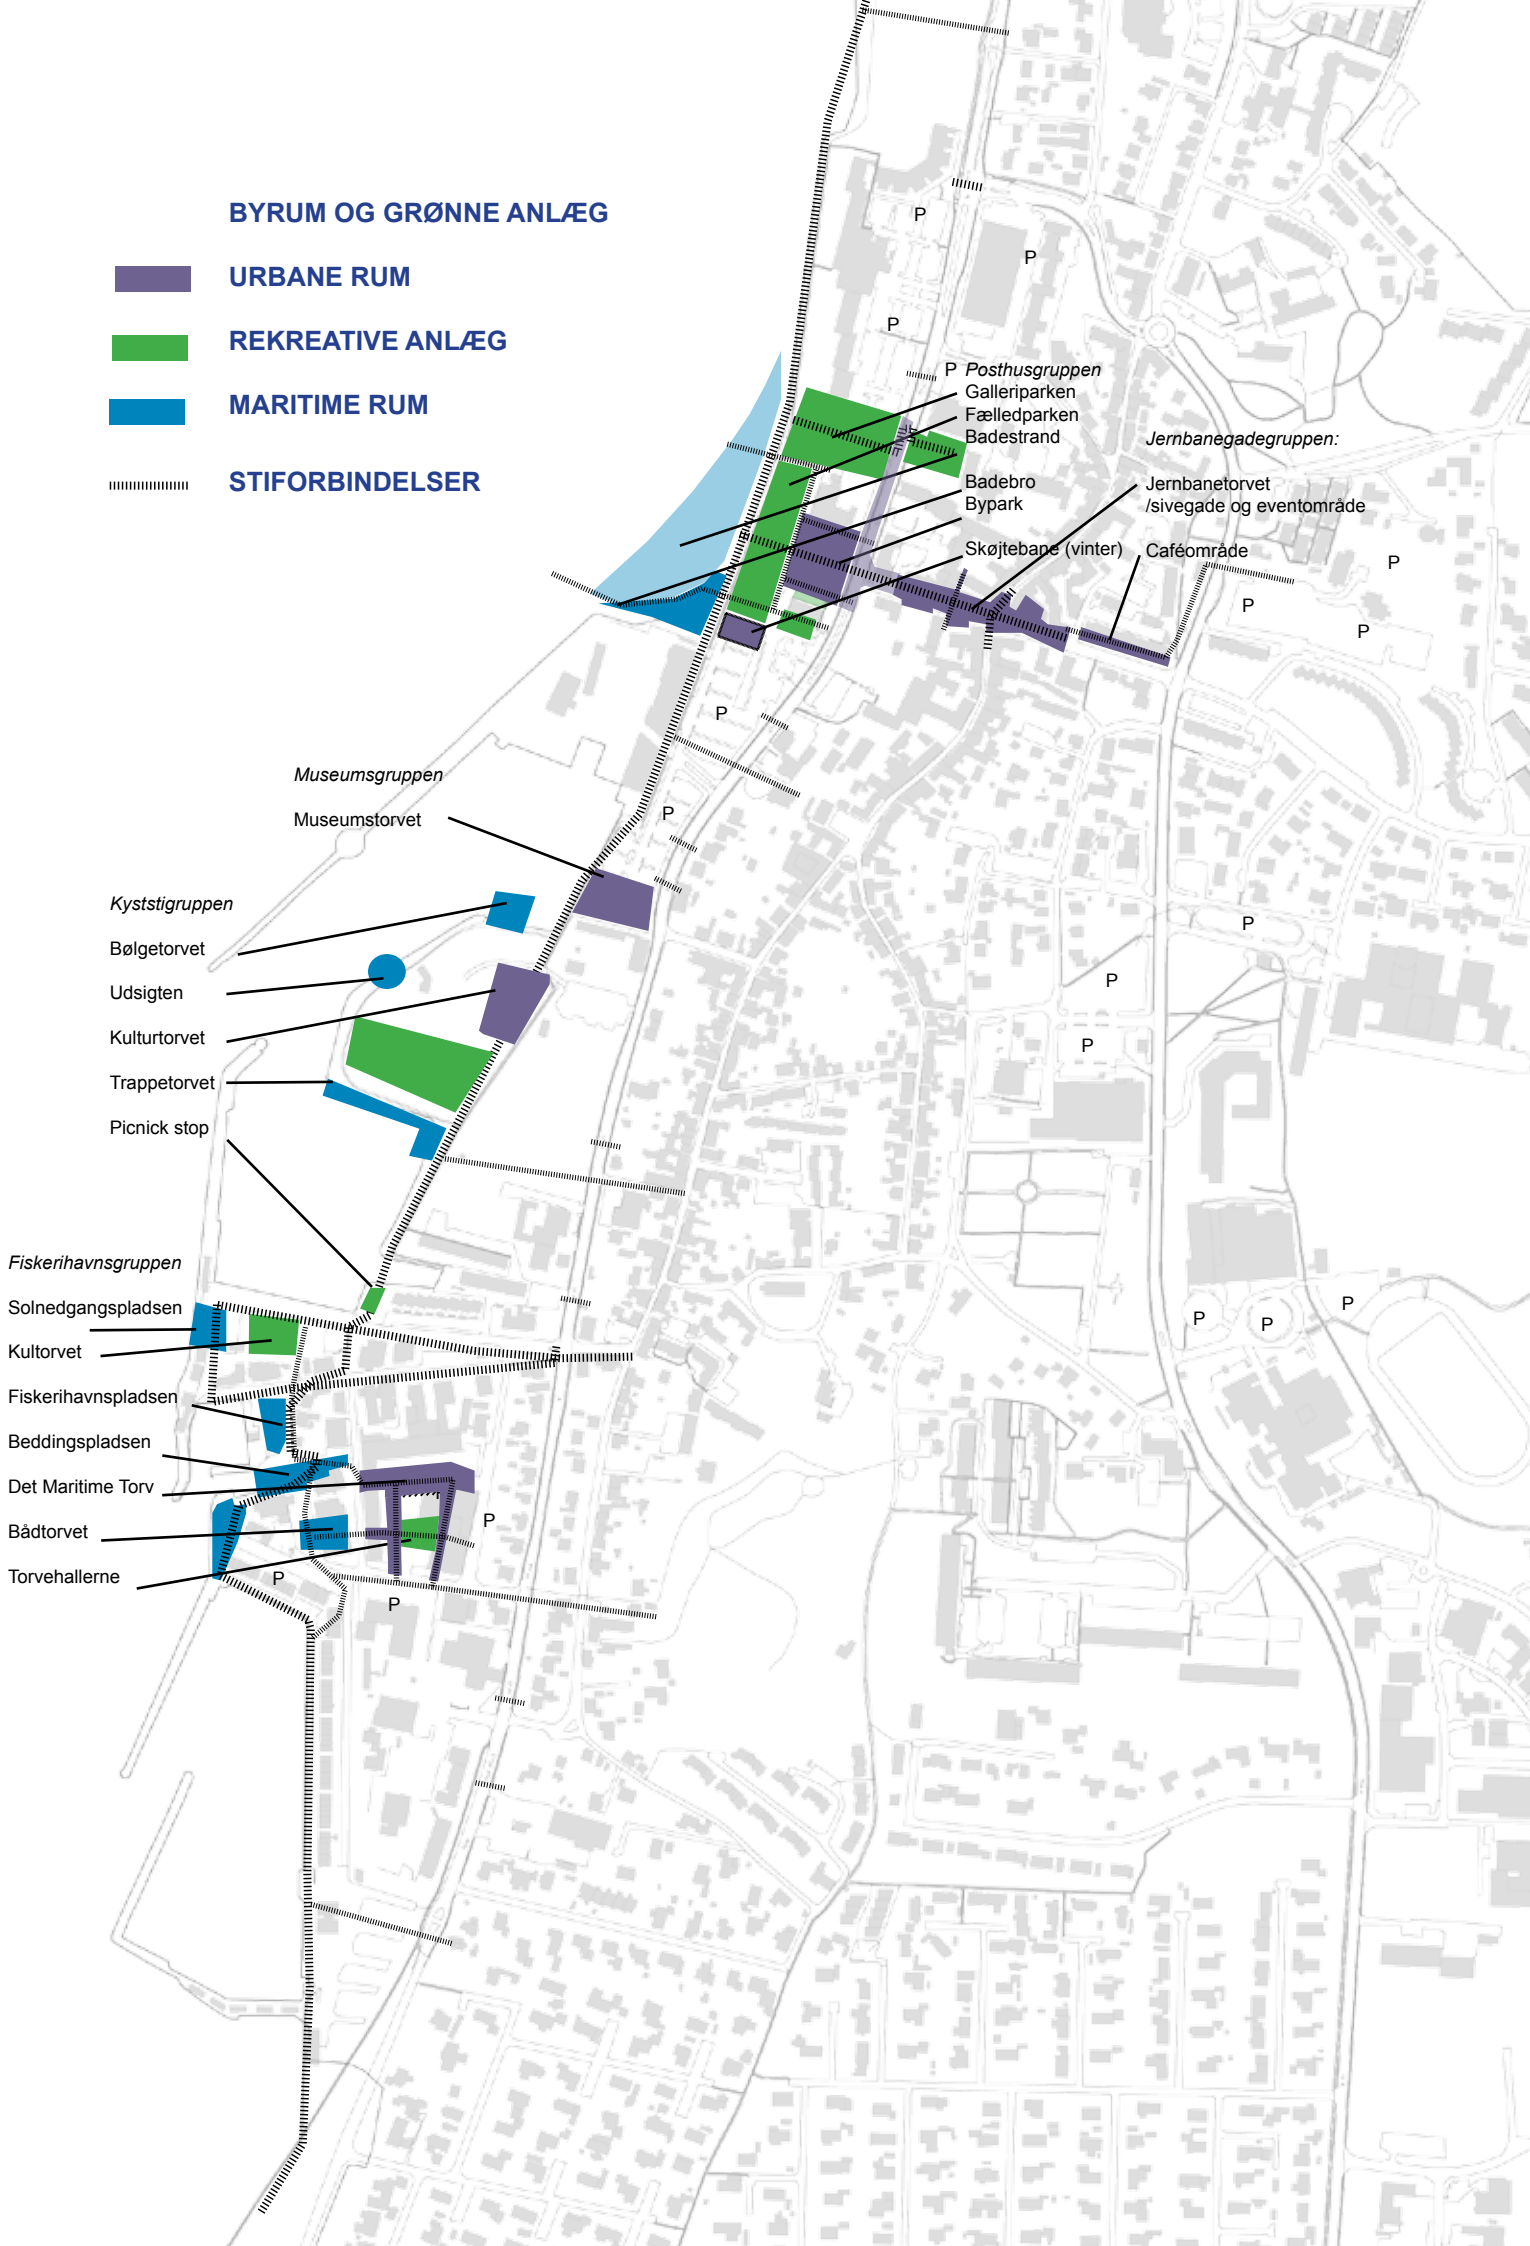 BYRUM OG GRØNNE ANLÆG
URBANE RUM
REKREATIVE ANLÆG
MARITIME RUM
STIFORBINDELSER
P
P
P
P
Posthusgruppen
Galleriparken
Fælledparken
Badestrand
Badebro
Bypark
Skøjtebane (vinter)
Jernbanegadegruppen:
Jernbanetorvet
/sivegade og eventområde
Caféområde
P
P
P
P
P
Museumsgruppen
Museumstorvet
Kyststigruppen
Bølgetorvet
Udsigten
Kulturtorvet
Trappetorvet
Picnick stop
P
P
P
Fiskerihavnsgruppen
Solnedgangspladsen
Kultorvet
Fiskerihavnspladsen
Beddingspladsen
Det Maritime Torv
Bådtorvet
Torvehallerne
P
P
P
P
P
P